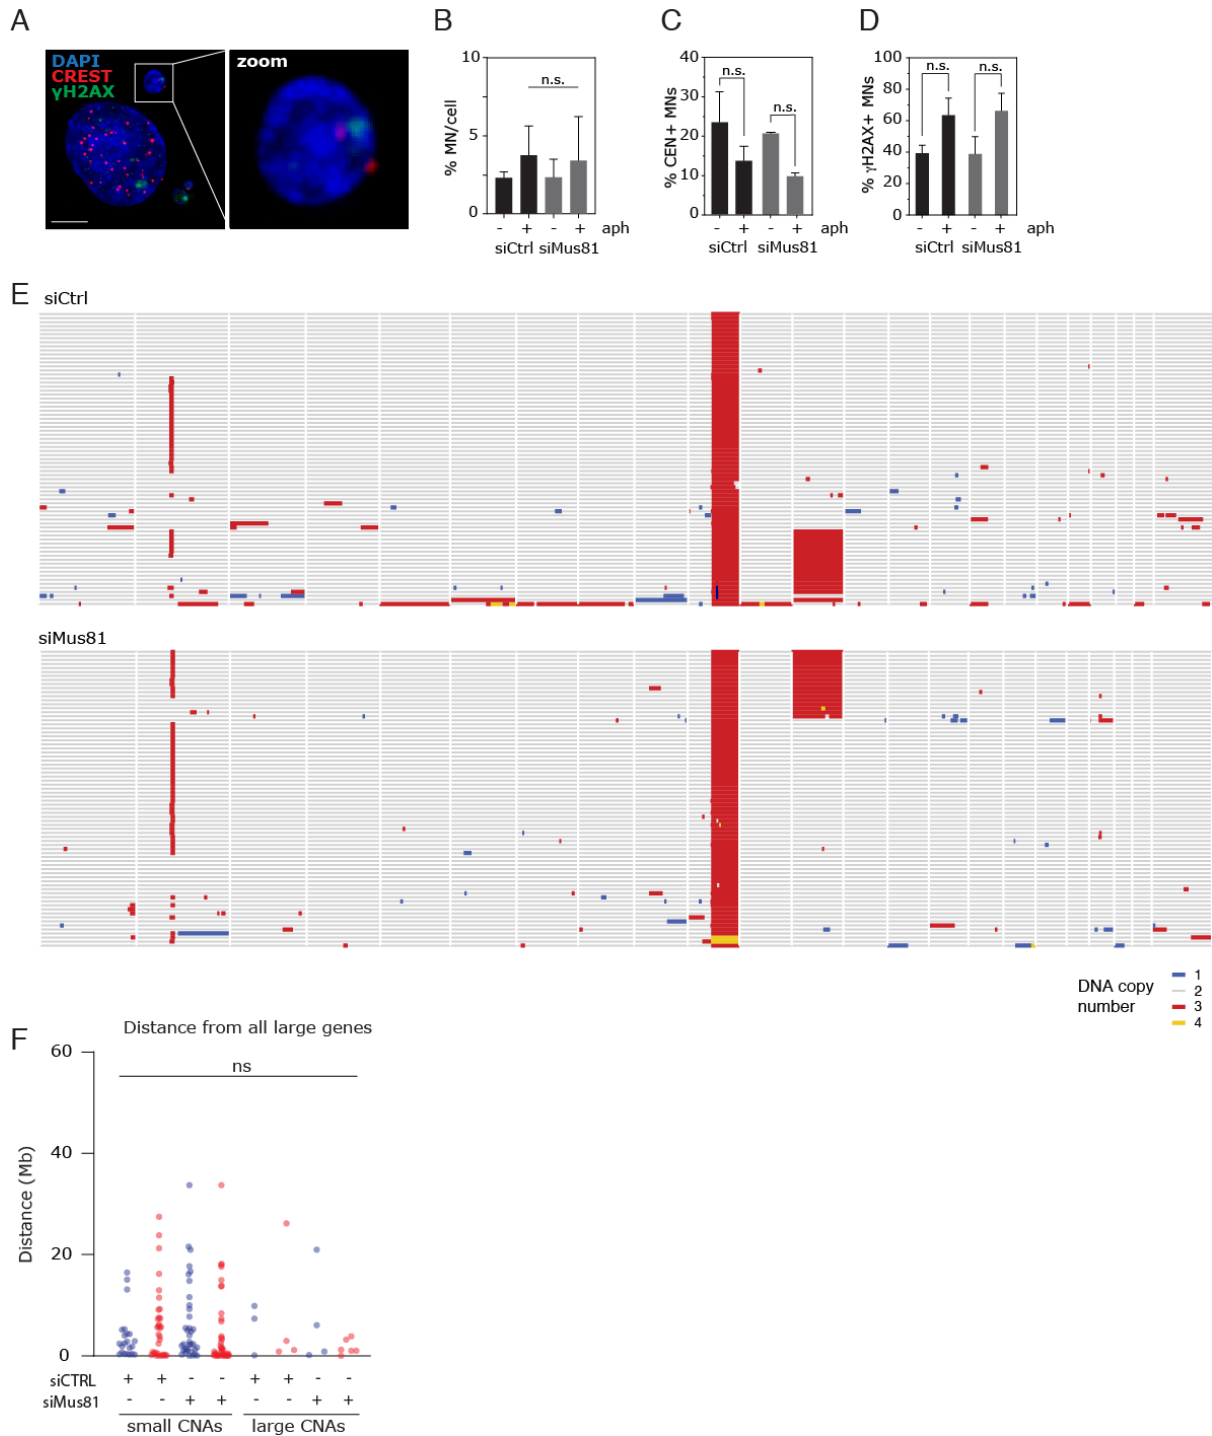 A
DAPI
CREST
γH2AX
zoom
B
% MN/cell
10
5
0
n.s.
- + - + aph
siCtrl siMus81
C
% CEN+ MNs
40
30
20
10
0
n.s.
n.s.
- + - + aph
siCtrl siMus81
D
% γH2AX+ MNs
100
80
60
40
20
0
n.s.
n.s.
- + - + aph
siCtrl siMus81
E
siCtrl
siMus81
DNA copy
number
1
2
3
4
F
Distance from all large genes
Distance (Mb)
60
40
20
0
ns
siCTRL + + - - + + - -
siMus81 - - + + - - + +
small CNAs large CNAs